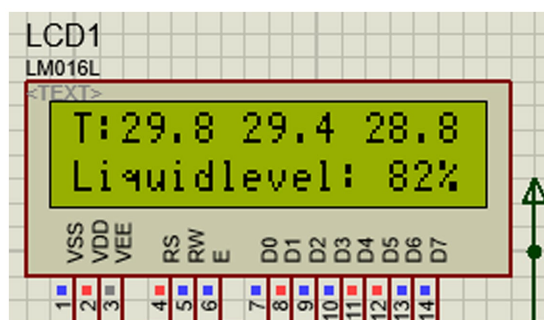 LCD1
LM016L
<TEXT>
T:29.8 29.4 28.8
Liquidlevel: 82%
VSS VDD VEE RS RW E D0 D1 D2 D3 D4 D5 D6 D7
1 2 3 4 5 6 7 8 9 10 11 12 13 14